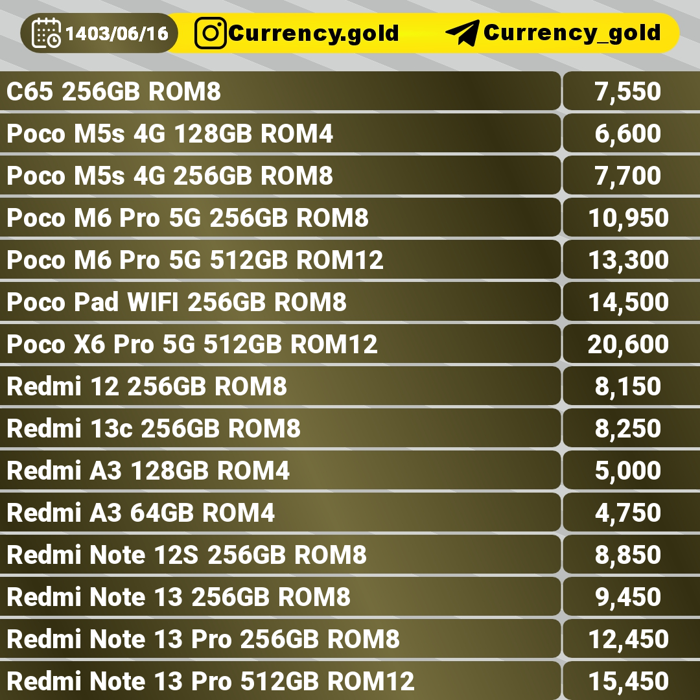 1403/06/16 Currency.gold Currency_gold
C65 256GB ROM8 7,550
Poco M5s 4G 128GB ROM4 6,600
Poco M5s 4G 256GB ROM8 7,700
Poco M6 Pro 5G 256GB ROM8 10,950
Poco M6 Pro 5G 512GB ROM12 13,300
Poco Pad WIFI 256GB ROM8 14,500
Poco X6 Pro 5G 512GB ROM12 20,600
Redmi 12 256GB ROM8 8,150
Redmi 13c 256GB ROM8 8,250
Redmi A3 128GB ROM4 5,000
Redmi A3 64GB ROM4 4,750
Redmi Note 12S 256GB ROM8 8,850
Redmi Note 13 256GB ROM8 9,450
Redmi Note 13 Pro 256GB ROM8 12,450
Redmi Note 13 Pro 512GB ROM12 15,450